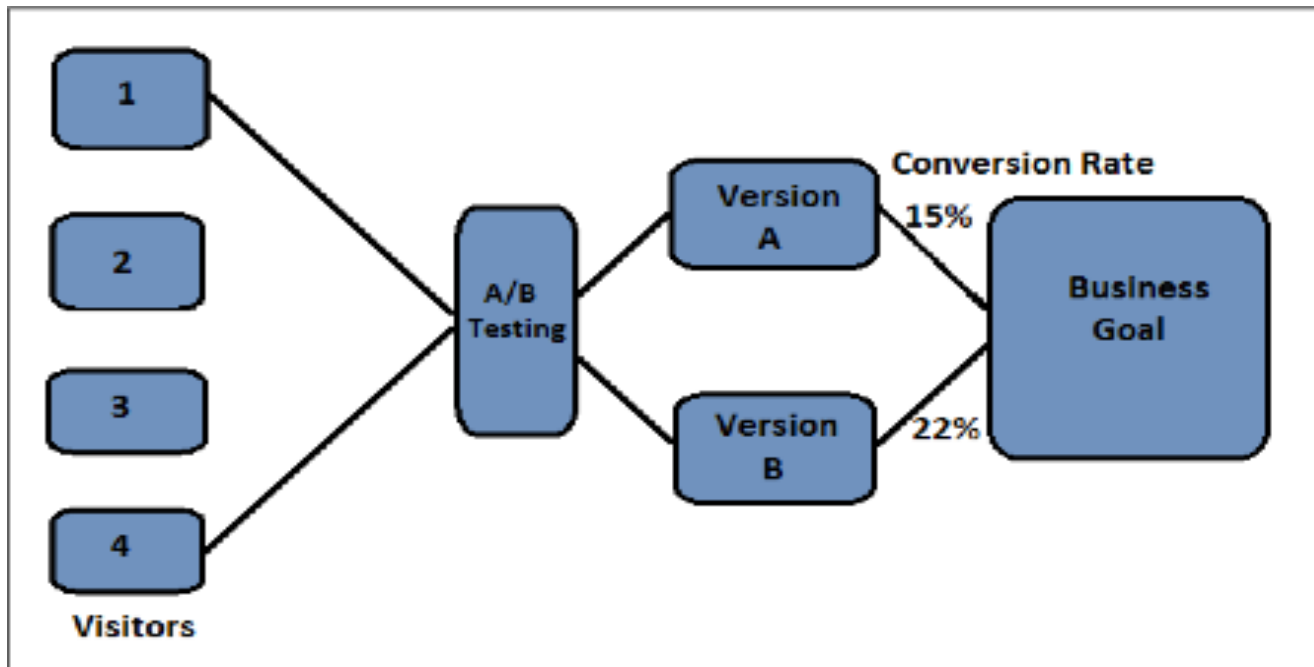 1
2
3
4
Visitors
A/B
Testing
Version
A
Version
B
Conversion Rate
15%
22%
Business
Goal